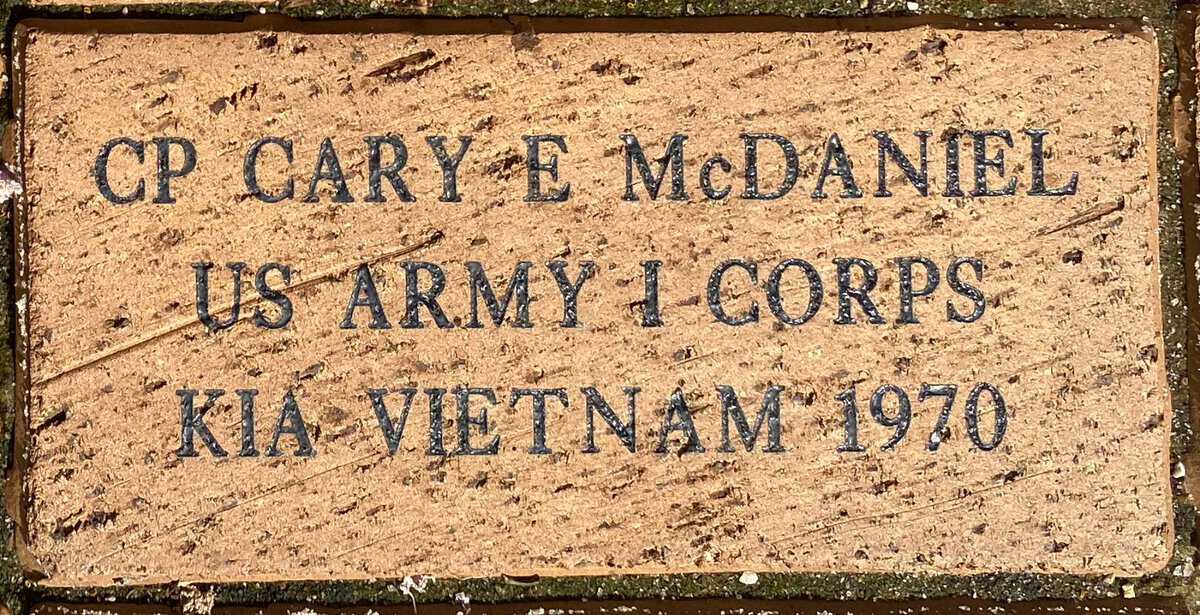 CP CARY E McDANIEL
US ARMY I CORPS
KIA VIETNAM 1970